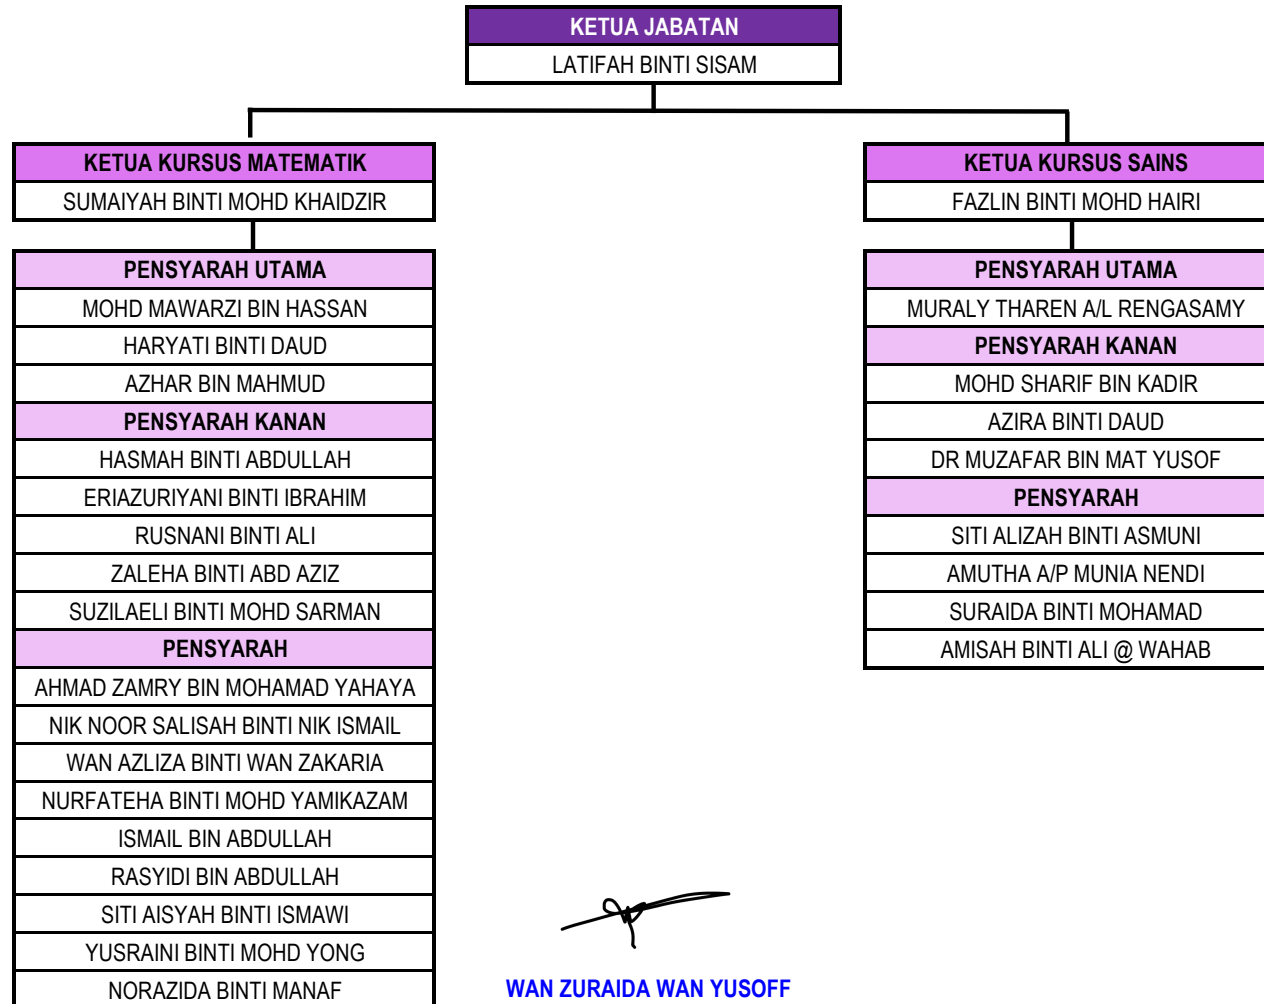 KETUA JABATAN
LATIFAH BINTI SISAM
KETUA KURSUS MATEMATIK
SUMAIYAH BINTI MOHD KHAIDZIR
PENSYARAH UTAMA
MOHD MAWARZI BIN HASSAN
HARYATI BINTI DAUD
AZHAR BIN MAHMUD
PENSYARAH KANAN
HASMAH BINTI ABDULLAH
ERIAZURIYANI BINTI IBRAHIM
RUSNANI BINTI ALI
ZALEHA BINTI ABD AZIZ
SUZILAELI BINTI MOHD SARMAN
PENSYARAH
AHMAD ZAMRY BIN MOHAMAD YAHAYA
NIK NOOR SALISAH BINTI NIK ISMAIL
WAN AZLIZA BINTI WAN ZAKARIA
NURFATEHA BINTI MOHD YAMIKAZAM
ISMAIL BIN ABDULLAH
RASYIDI BIN ABDULLAH
SITI AISYAH BINTI ISMAWI
YUSRAINI BINTI MOHD YONG
NORAZIDA BINTI MANAF
KETUA KURSUS SAINS
FAZLIN BINTI MOHD HAIRI
PENSYARAH UTAMA
MURALY THAREN A/L RENGASAMY
PENSYARAH KANAN
MOHD SHARIF BIN KADIR
AZIRA BINTI DAUD
DR MUZAFAR BIN MAT YUSOF
PENSYARAH
SITI ALIZAH BINTI ASMUNI
AMUTHA A/P MUNIA NENDI
SURAIDA BINTI MOHAMAD
AMISAH BINTI ALI @ WAHAB
WAN ZURAIDA WAN YUSOFF